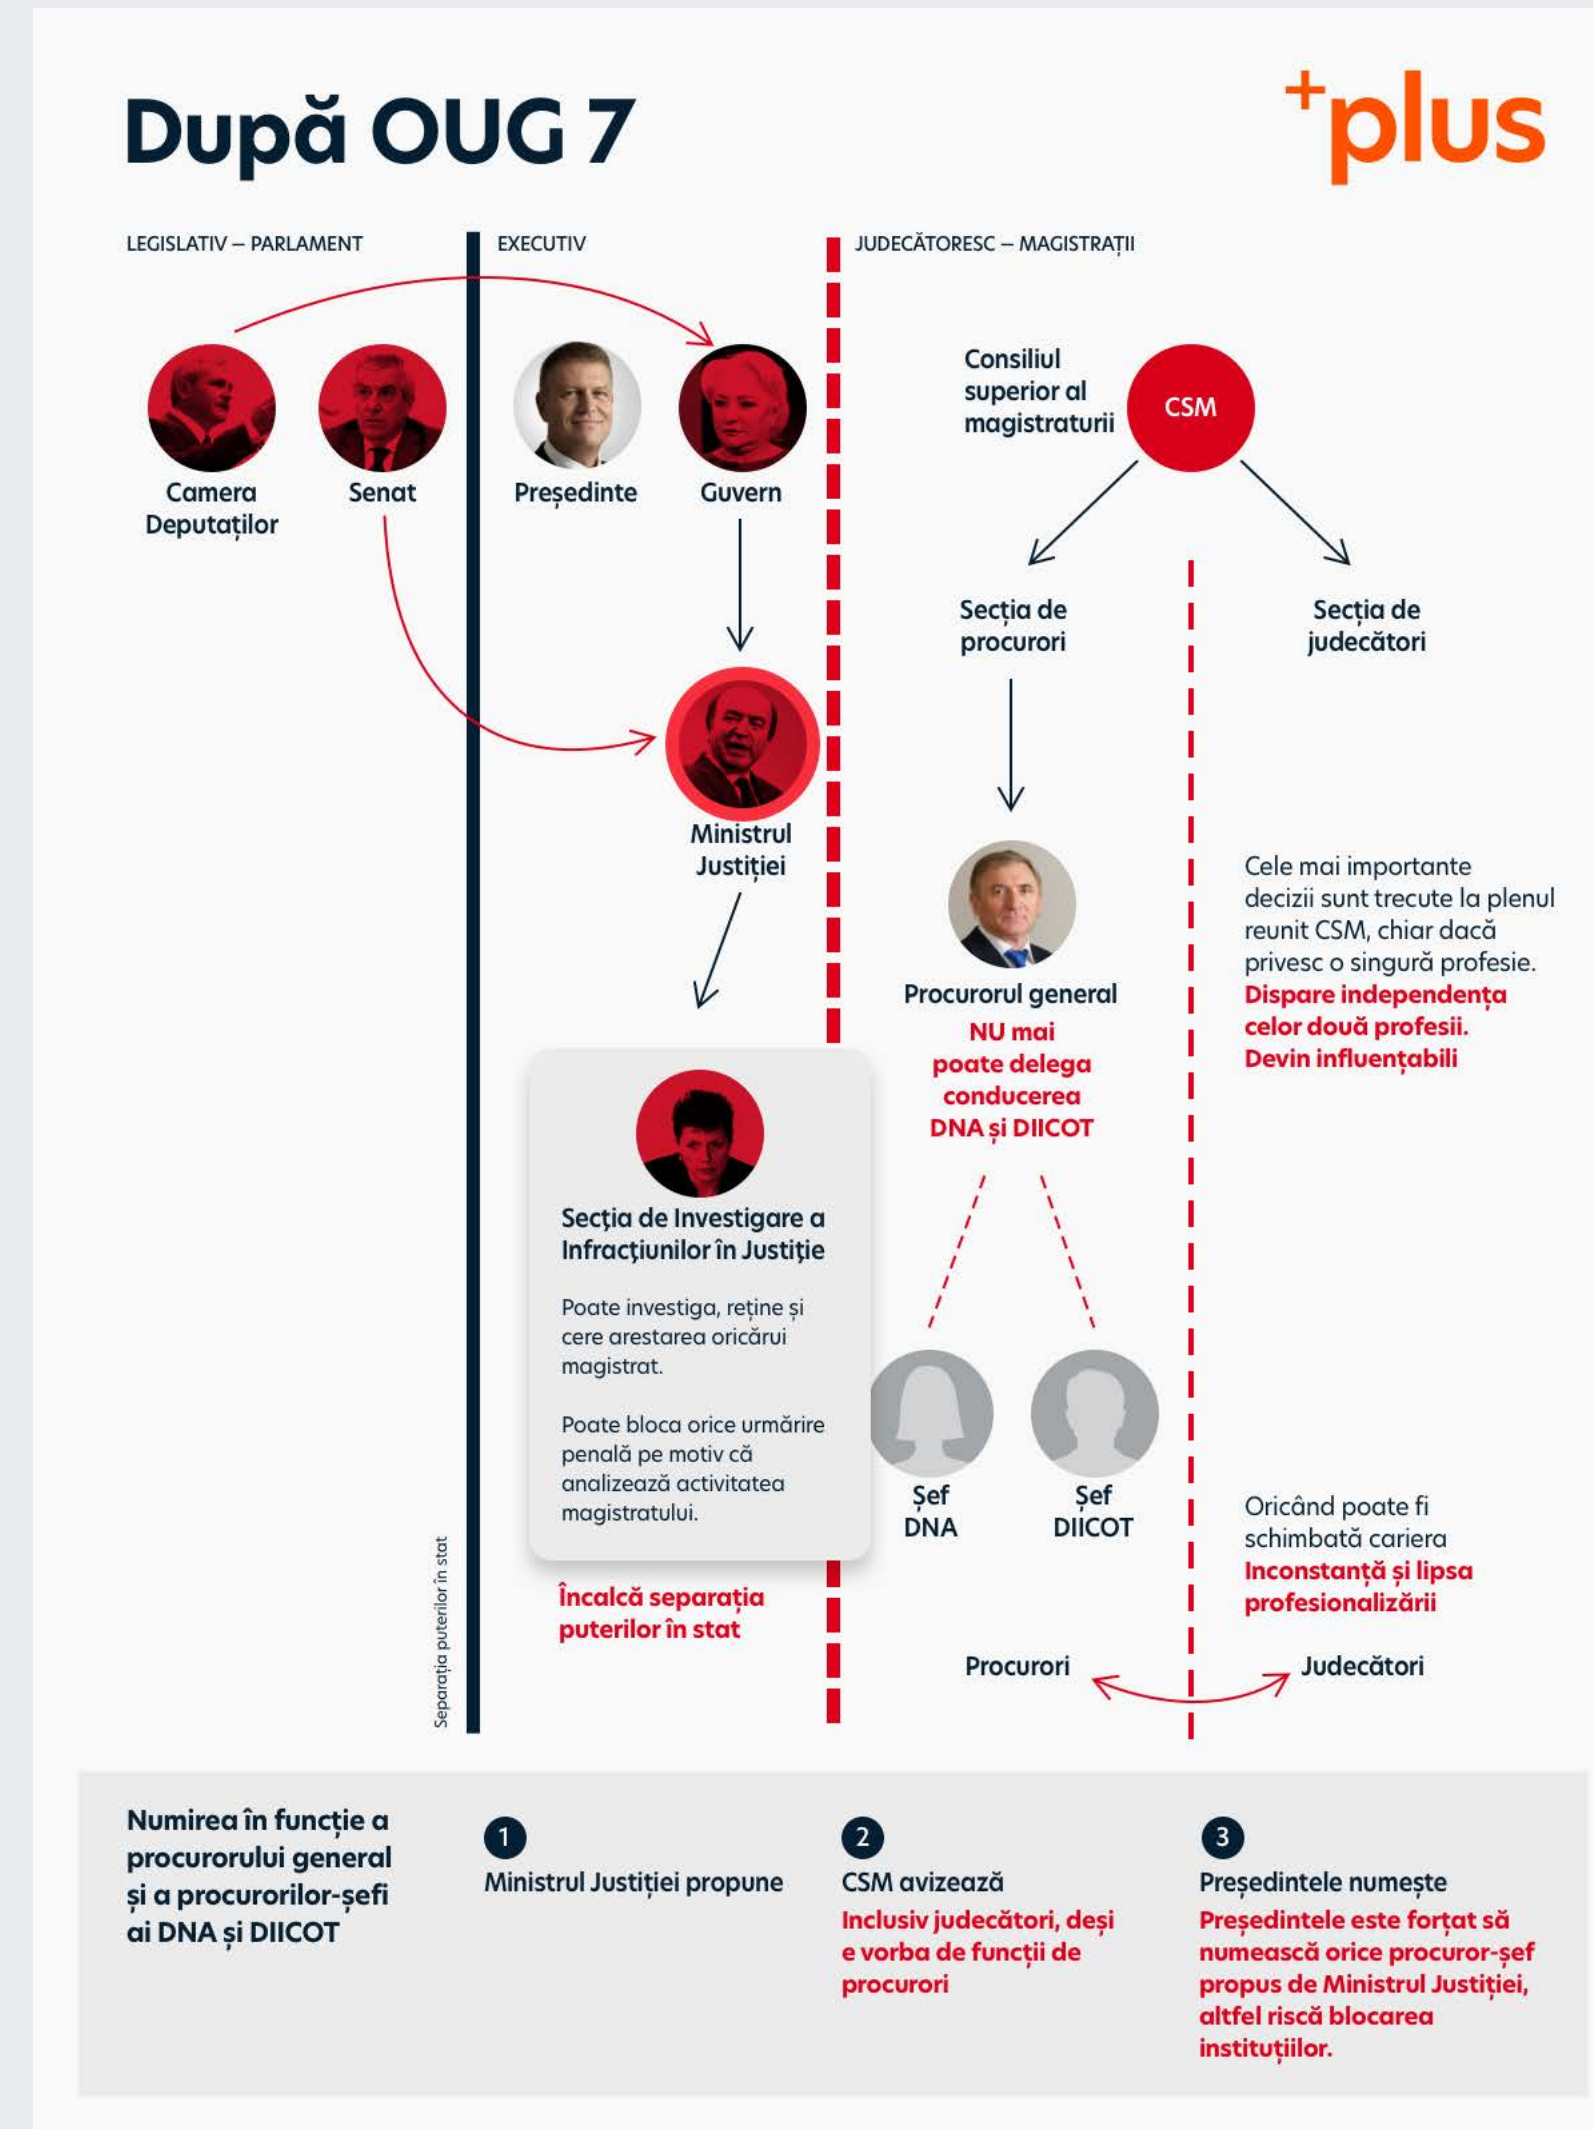 După OUG 7
+plus
LEGISLATIV – PARLAMENT
EXECUTIV
JUDECĂTORESC – MAGISTRAȚII
Camera
Deputaților
Senat
Președinte
Guvern
Consiliul
superior al
magistraturii
CSM
Secția de
procurori
Secția de
judecători
Ministrul
Justiției
Procurorul general
NU mai
poate delega
conducerea
DNA și DIICOT
Cele mai importante
decizii sunt trecute la plenul
reunit CSM, chiar dacă
privesc o singură profesie.
Dispare independența
celor două profesii.
Devin influențabili
Secția de Investigare a
Infracțiunilor în Justiție
Poate investiga, reține și
cere arestarea oricărui
magistrat.
Poate bloca orice urmărire
penală pe motiv că
analizează activitatea
magistratului.
Încalcă separația
puterilor în stat
Șef
DNA
Șef
DIICOT
Oricând poate fi
schimbată cariera
Inconstanță și lipsa
profesionalizării
Procurori
Judecători
Separația puterilor în stat
Numirea în funcție a
procurorului general
și a procurorilor-șefi
ai DNA și DIICOT
1
Ministrul Justiției propune
2
CSM avizează
Inclusiv judecători, deși
e vorba de funcții de
procurori
3
Președintele numește
Președintele este forțat să
numească orice procuror-șef
propus de Ministrul Justiției,
altfel riscă blocarea
instituțiilor.